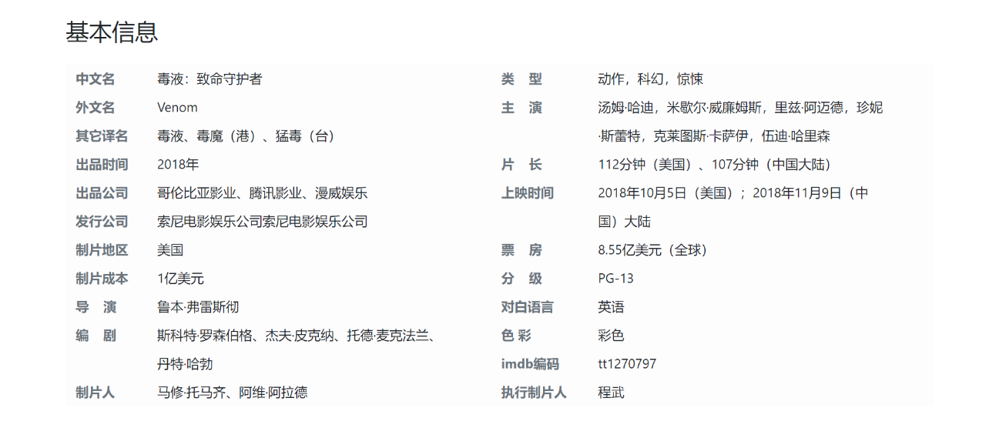 基本信息
中文名 毒液：致命守护者 类 型 动作，科幻，惊悚
外文名 Venom 主 演 汤姆·哈迪，米歇尔·威廉姆斯，里兹·阿迈德，珍妮
其它译名 毒液、毒魔（港）、猛毒（台） ·斯蕾特，克莱图斯·卡萨伊，伍迪·哈里森
出品时间 2018年 片 长 112分钟（美国）、107分钟（中国大陆）
出品公司 哥伦比亚影业、腾讯影业、漫威娱乐 上映时间 2018年10月5日（美国）；2018年11月9日（中
发行公司 索尼电影娱乐公司索尼电影娱乐公司 国）大陆
制片地区 美国 票 房 8.55亿美元（全球）
制片成本 1亿美元 分 级 PG-13
导 演 鲁本·弗雷斯彻 对白语言 英语
编 剧 斯科特·罗森伯格、杰夫·皮克纳、托德·麦克法兰、 色 彩 彩色
丹特·哈勃 imdb编码 tt1270797
制片人 马修·托马齐、阿维·阿拉德 执行制片人 程武